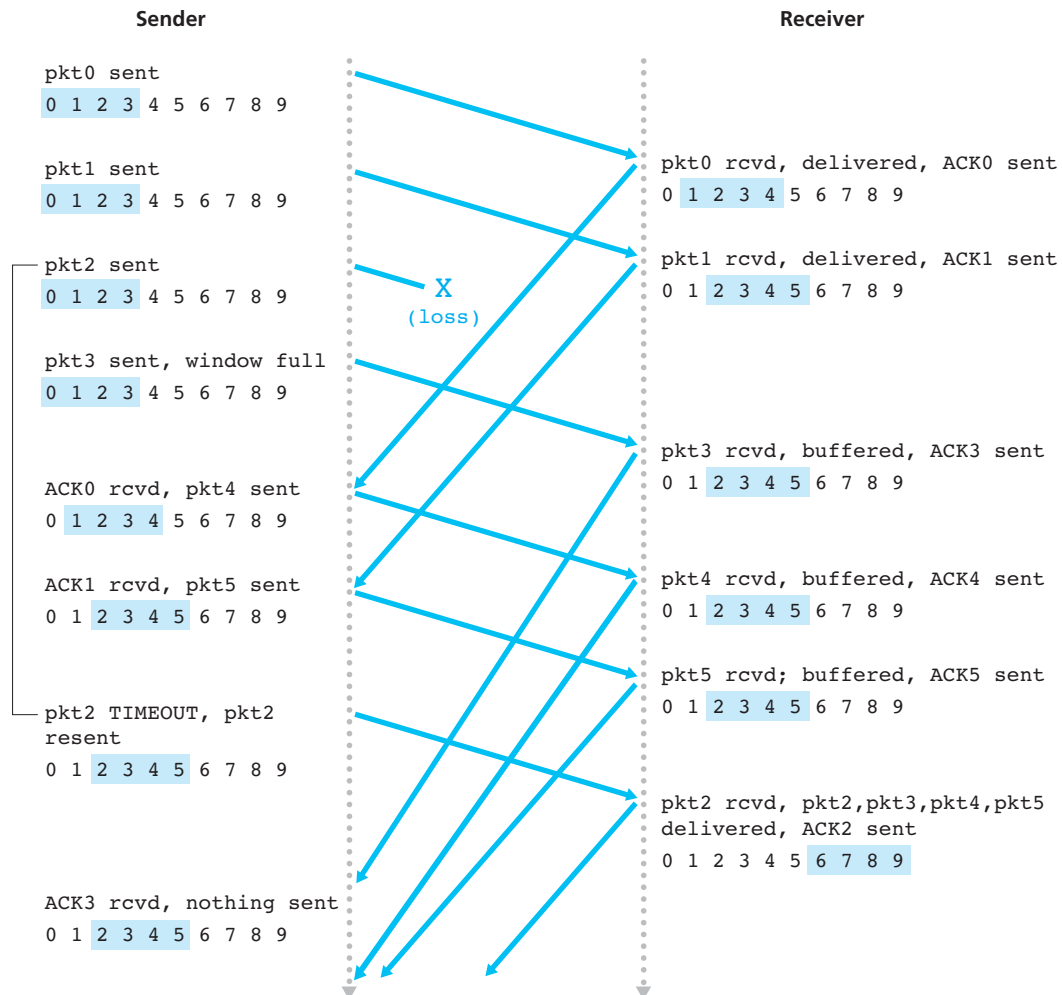 Sender
Receiver
pkt0 sent
0 1 2 3 4 5 6 7 8 9
pkt0 rcvd, delivered, ACK0 sent
0 1 2 3 4 5 6 7 8 9
pkt1 sent
0 1 2 3 4 5 6 7 8 9
pkt1 rcvd, delivered, ACK1 sent
0 1 2 3 4 5 6 7 8 9
pkt2 sent
0 1 2 3 4 5 6 7 8 9
X
(loss)
pkt3 sent, window full
0 1 2 3 4 5 6 7 8 9
pkt3 rcvd, buffered, ACK3 sent
0 1 2 3 4 5 6 7 8 9
ACK0 rcvd, pkt4 sent
0 1 2 3 4 5 6 7 8 9
pkt4 rcvd, buffered, ACK4 sent
0 1 2 3 4 5 6 7 8 9
ACK1 rcvd, pkt5 sent
0 1 2 3 4 5 6 7 8 9
pkt5 rcvd; buffered, ACK5 sent
0 1 2 3 4 5 6 7 8 9
pkt2 TIMEOUT, pkt2
resent
0 1 2 3 4 5 6 7 8 9
pkt2 rcvd, pkt2,pkt3,pkt4,pkt5
delivered, ACK2 sent
0 1 2 3 4 5 6 7 8 9
ACK3 rcvd, nothing sent
0 1 2 3 4 5 6 7 8 9